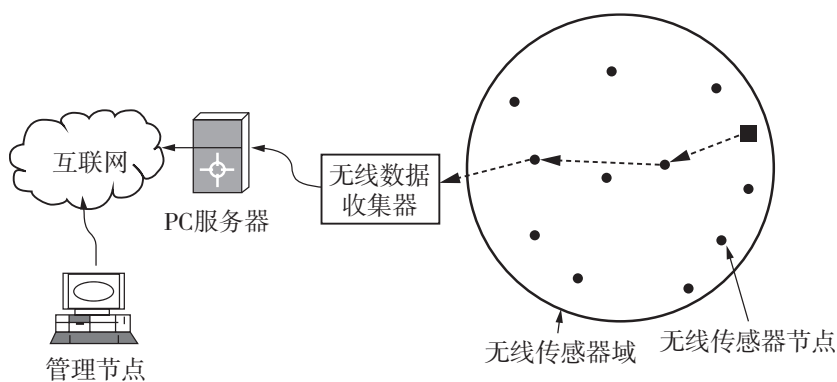 互联网
PC服务器
无线数据
收集器
管理节点
无线传感器域
无线传感器节点